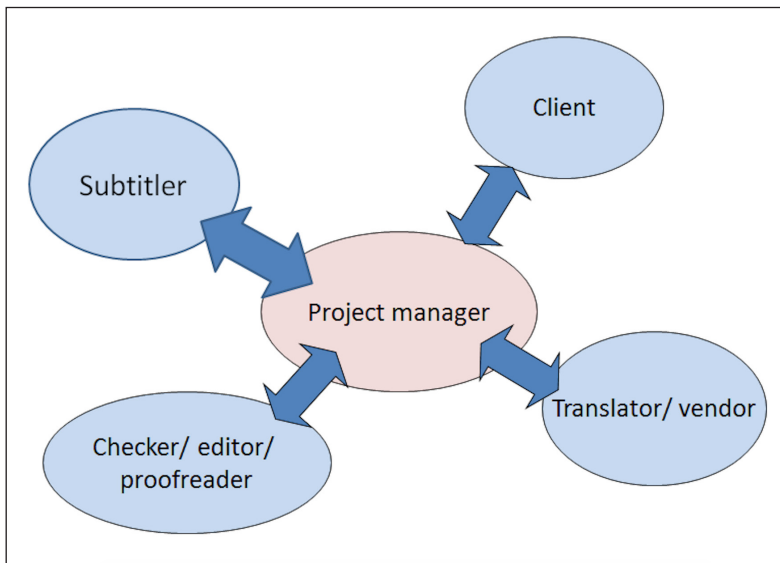 Client
Subtitler
Project manager
Translator/ vendor
Checker/ editor/
proofreader